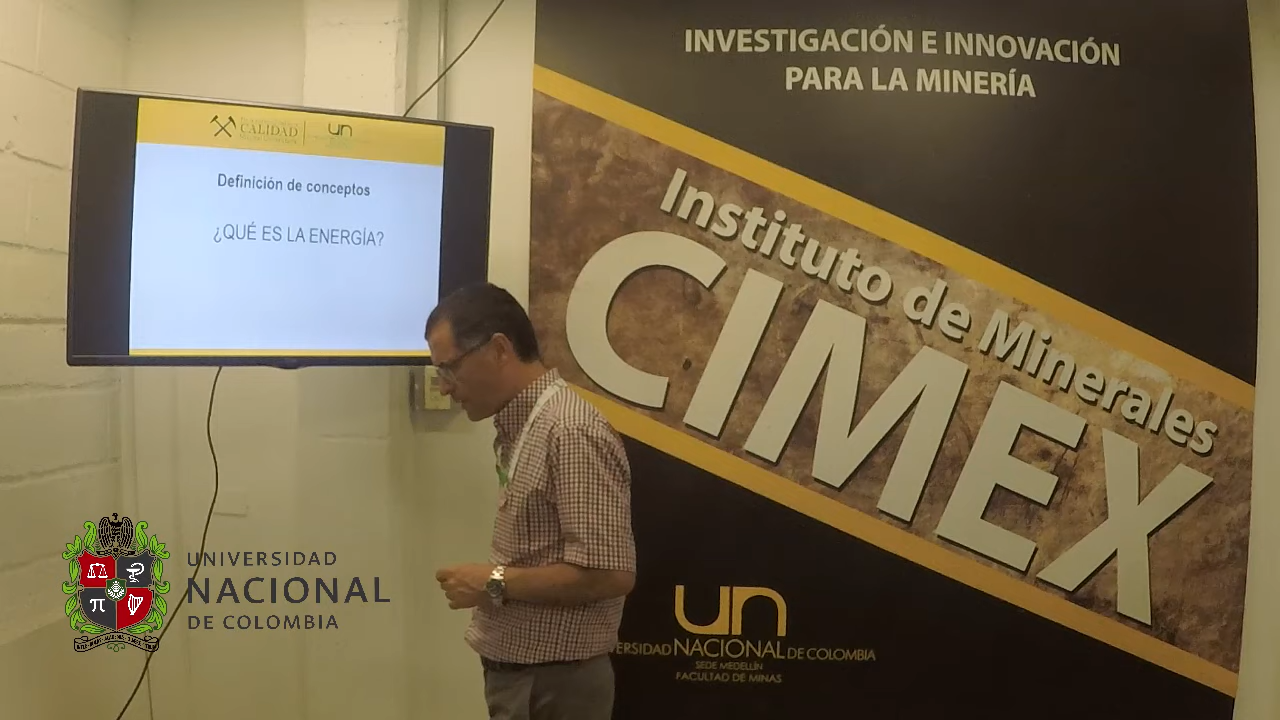 CALIDAD
un
Definición de conceptos
¿QUÉ ES LA ENERGÍA?
INVESTIGACIÓN E INNOVACIÓN
PARA LA MINERÍA
Instituto de Minerales
CIMEX
UNIVERSIDAD
NACIONAL
DE COLOMBIA
π
un
VERSIDAD NACIONAL DE COLOMBIA
SEDE MEDELLÍN
FACULTAD DE MINAS